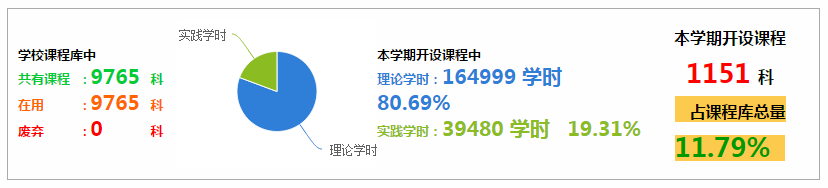 学校课程库中
共有课程 :9765 科
在用 :9765 科
废弃 :0 科
实践学时
理论学时
本学期开设课程中
理论学时:164999 学时
80.69%
实践学时:39480 学时 19.31%
本学期开设课程
1151 科
占课程库总量
11.79%